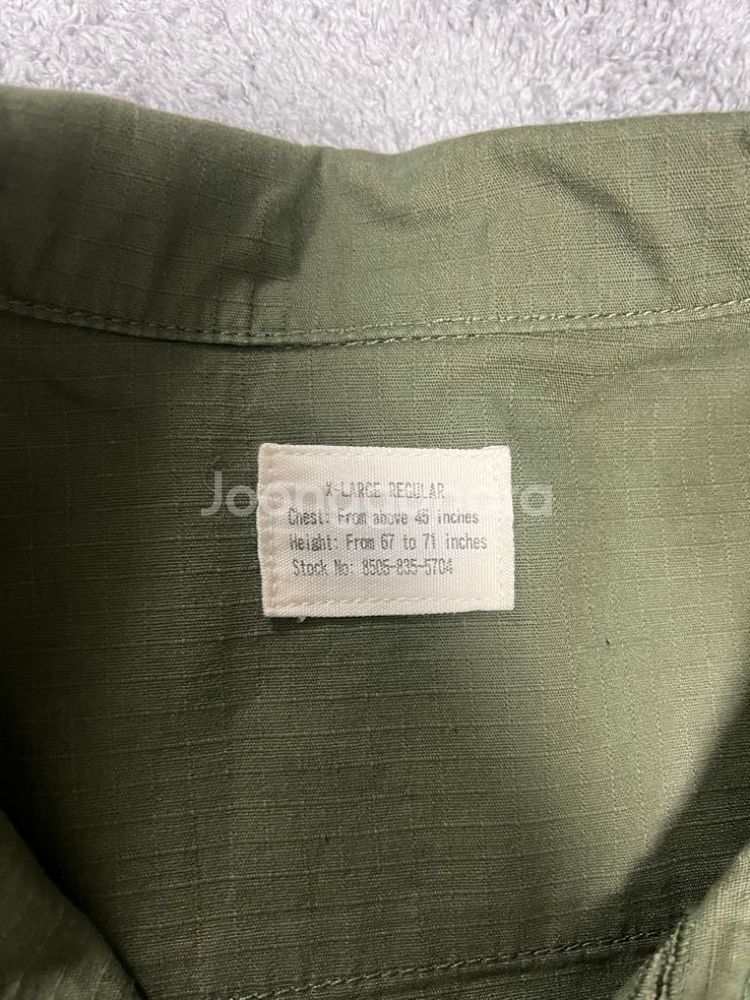 X-LARGE REGULAR
Chest: From above 45 inches
Height: From 67 to 71 inches
Stock No: 8505-835-5704